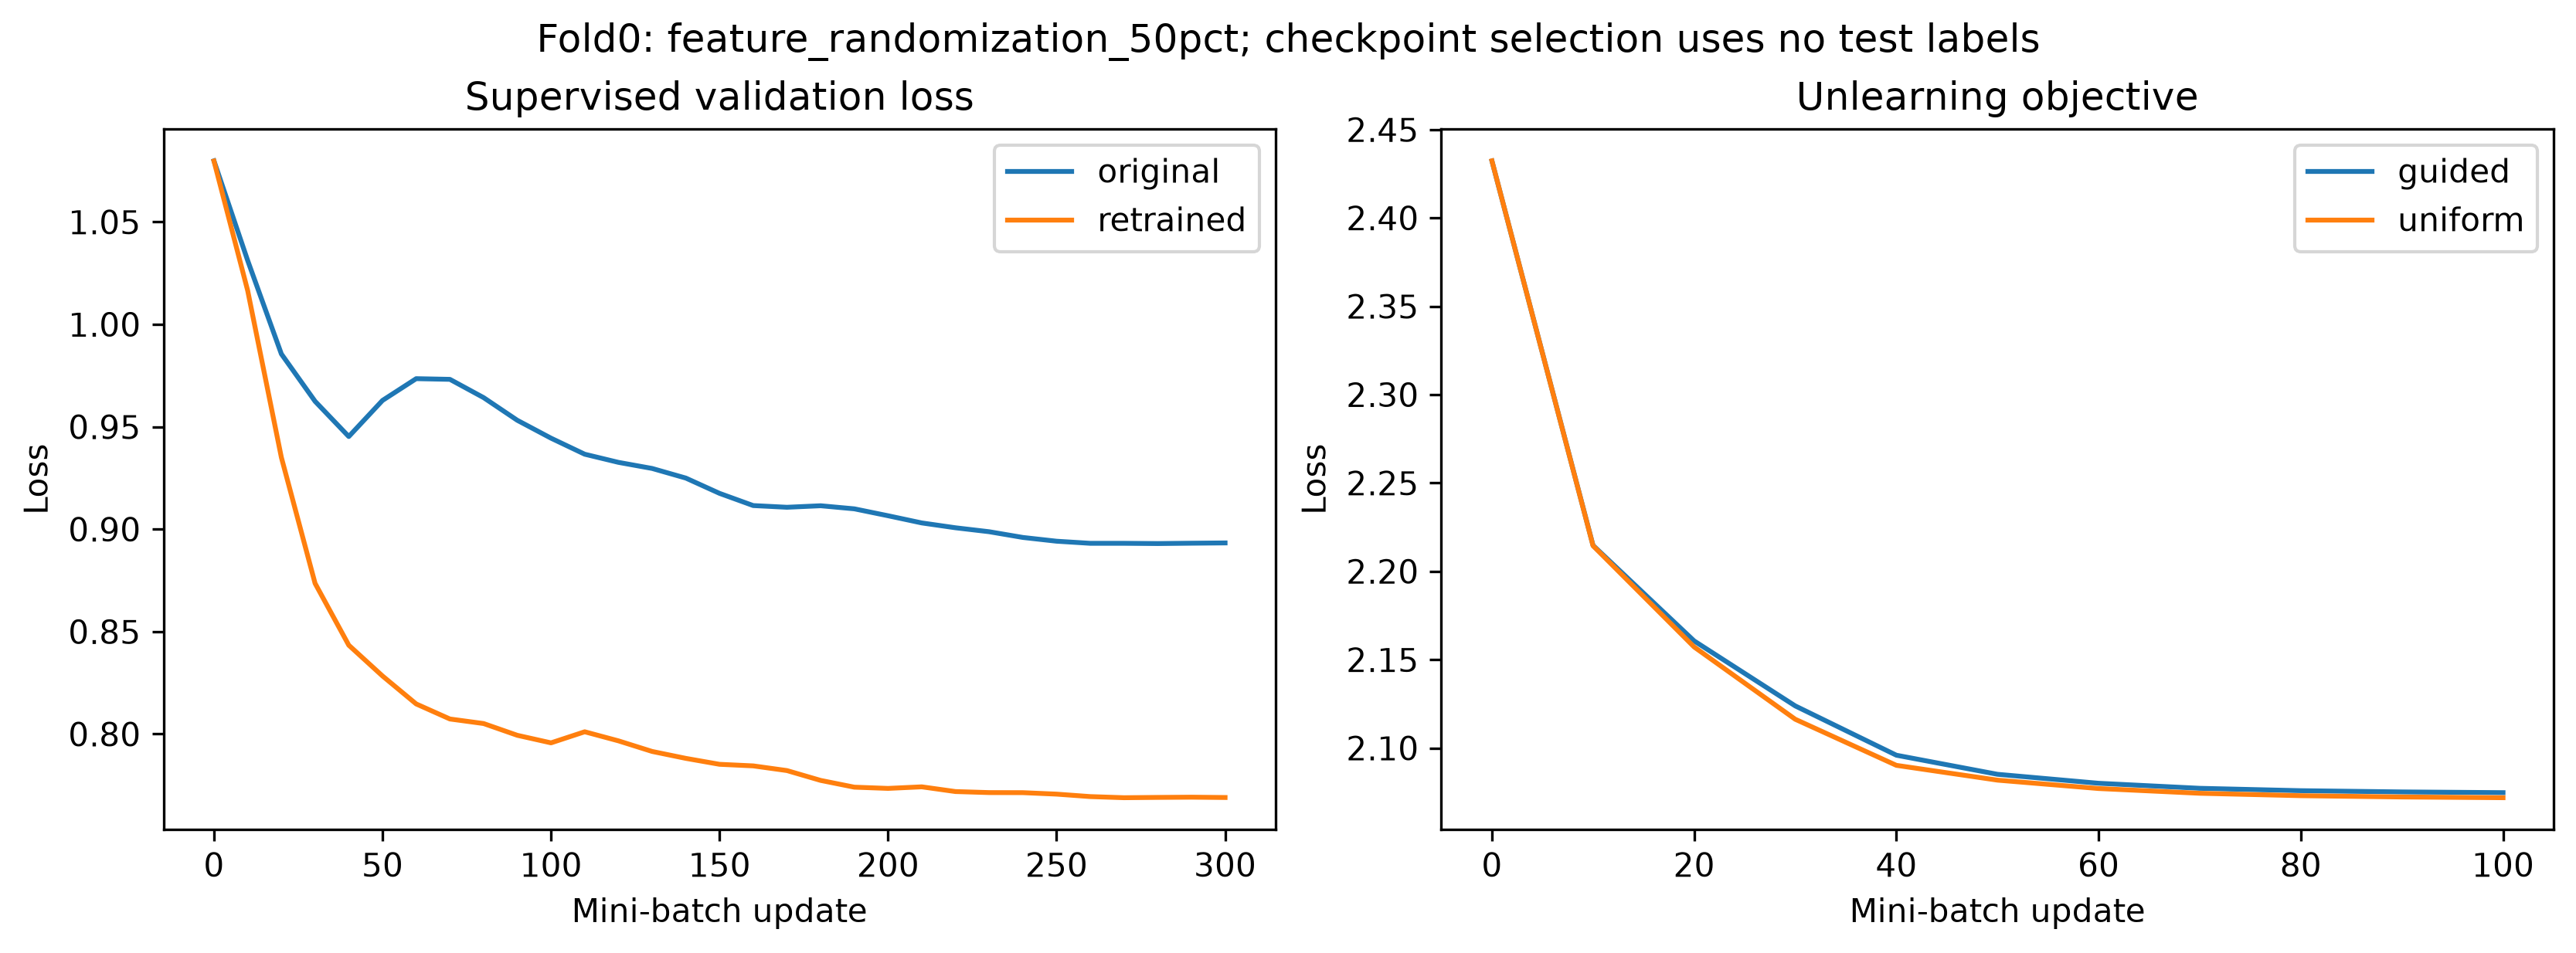 Fold0: feature_randomization_50pct; checkpoint selection uses no test labels
Supervised validation loss
original
retrained
1.05
1.00
0.95
0.90
0.85
0.80
Loss
0 50 100 150 200 250 300
Mini-batch update
Unlearning objective
guided
uniform
2.45
2.40
2.35
2.30
2.25
2.20
2.15
2.10
Loss
0 20 40 60 80 100
Mini-batch update